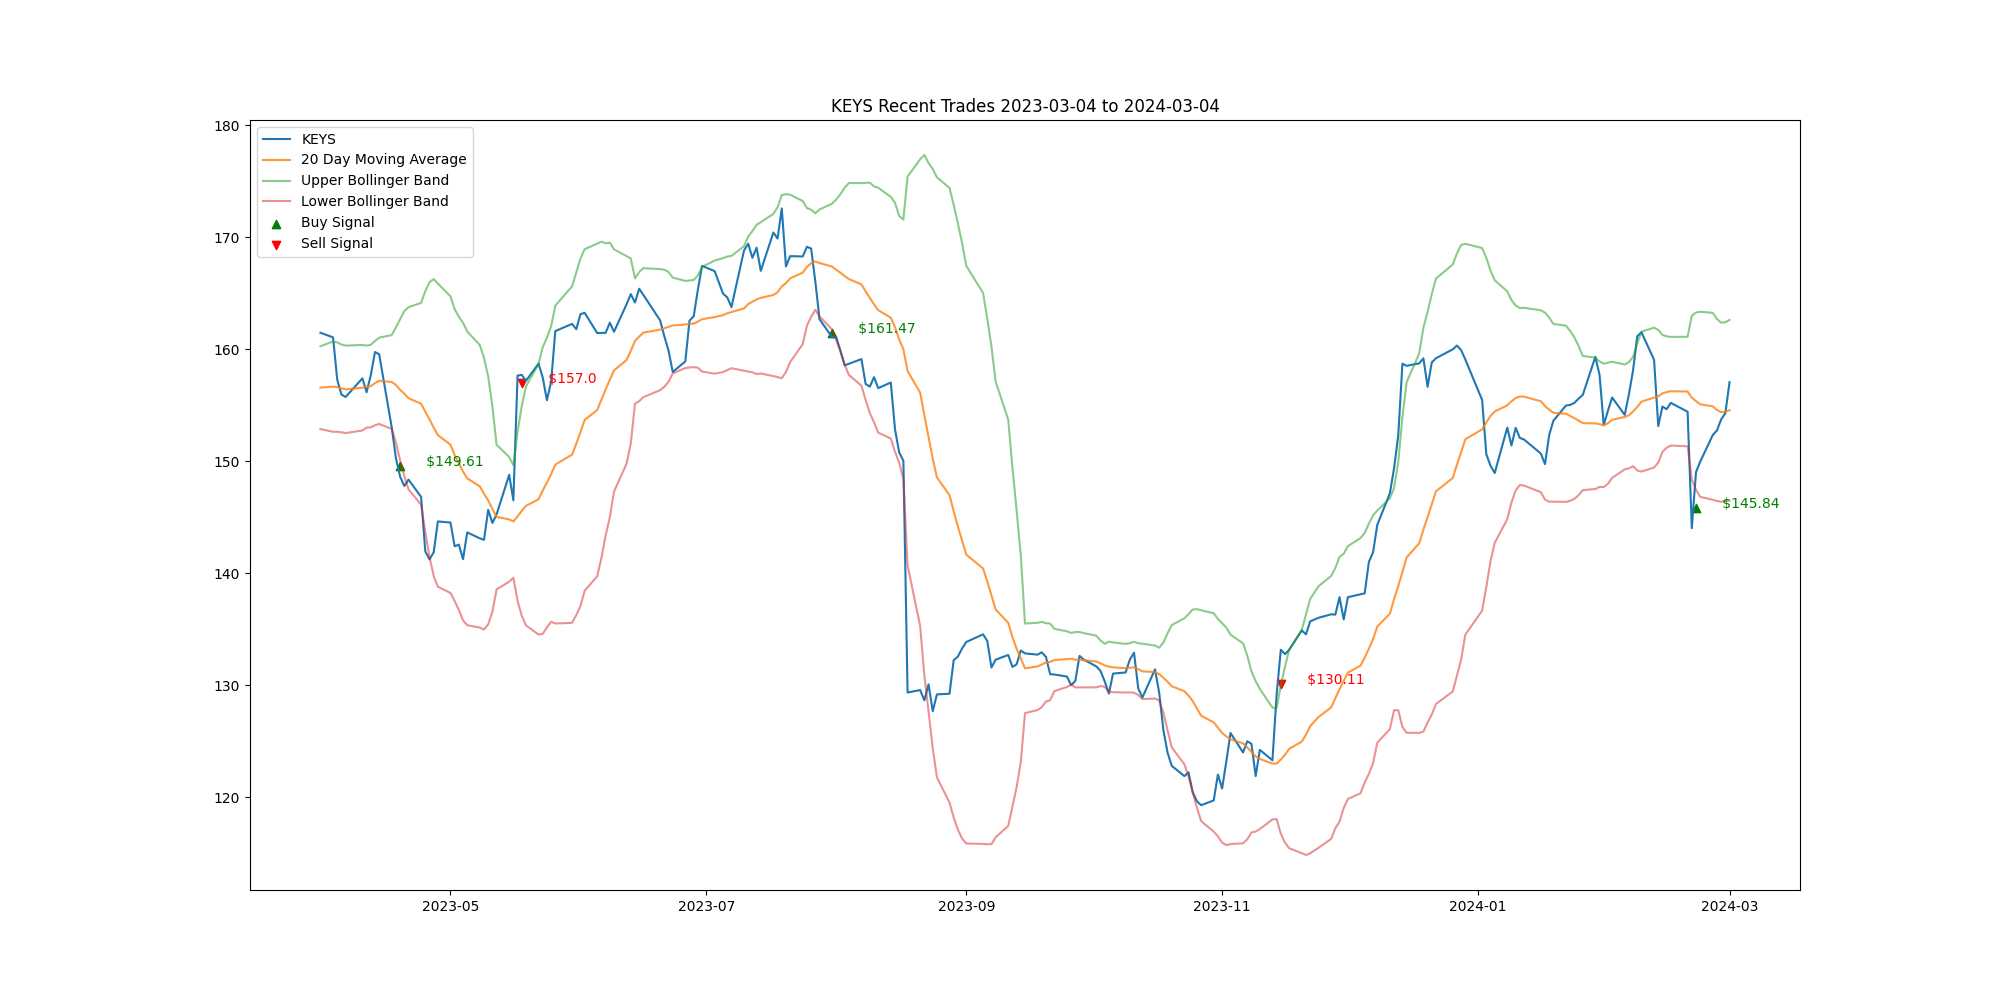 KEYS Recent Trades 2023-03-04 to 2024-03-04
180
170
160
150
140
130
120
KEYS
20 Day Moving Average
Upper Bollinger Band
Lower Bollinger Band
Buy Signal
Sell Signal
$149.61
$157.0
$161.47
$130.11
$145.84
2023-05
2023-07
2023-09
2023-11
2024-01
2024-03